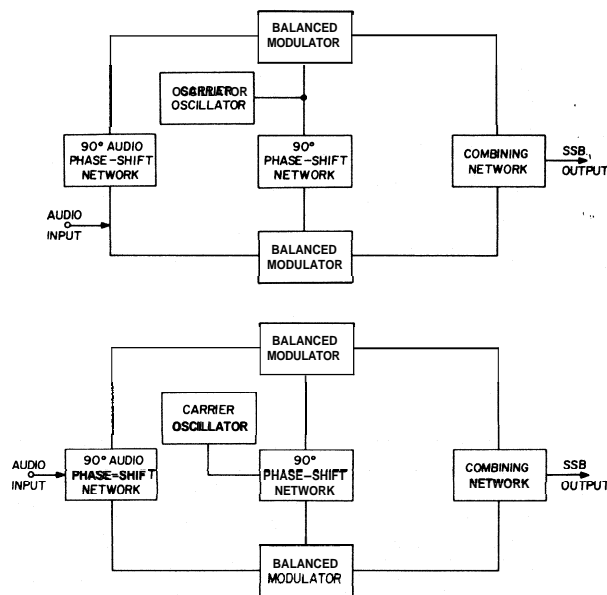 BALANCED
MODULATOR
CARRIER
OSCILLATOR
90° AUDIO
PHASE-SHIFT
NETWORK
90°
PHASE-SHIFT
NETWORK
COMBINING
NETWORK
SSB
OUTPUT
AUDIO
INPUT
BALANCED
MODULATOR
BALANCED
MODULATOR
CARRIER
OSCILLATOR
AUDIO
INPUT
90° AUDIO
PHASE-SHIFT
NETWORK
90°
PHASE-SHIFT
NETWORK
COMBINING
NETWORK
SSB
OUTPUT
BALANCED
MODULATOR